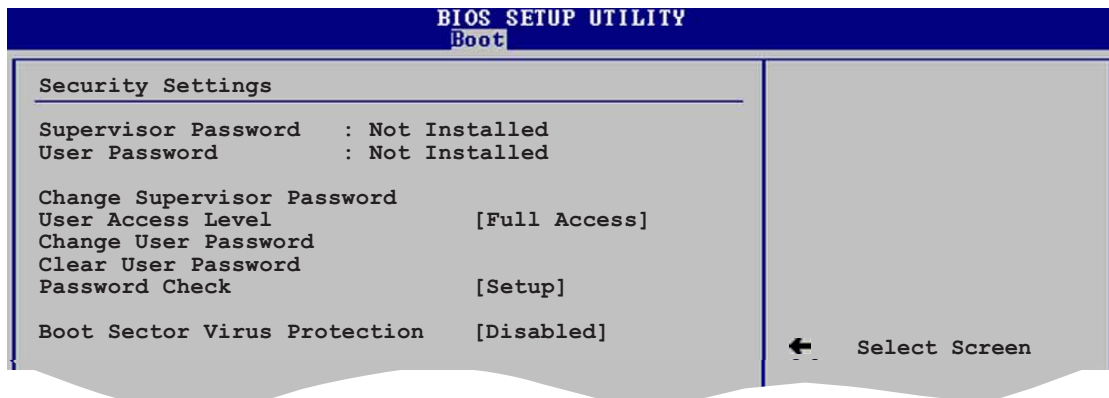 BIOS SETUP UTILITY
Boot
Security Settings
Supervisor Password : Not Installed
User Password : Not Installed
Change Supervisor Password
User Access Level [Full Access]
Change User Password
Clear User Password
Password Check [Setup]
Boot Sector Virus Protection [Disabled]
← Select Screen